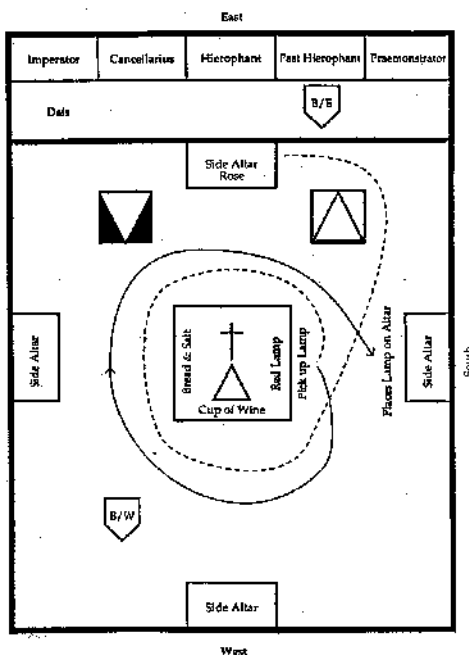 East
Imperator Cancellarius Hierophant Past Hierophant Praemonstrator
Dais
B/E
Side Altar
Rose
Side Altar
Bread & Salt
Cup of Wine
Red Lamp
Pick up Lamp
Places Lamp on Altar
Side Altar
South
B/W
Side Altar
West